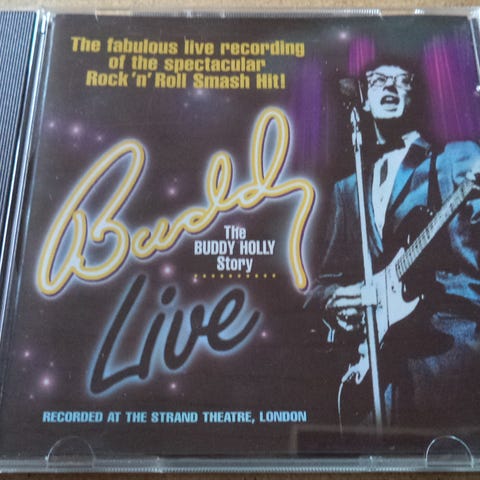 The fabulous live recording
of the spectacular
Rock 'n' Roll Smash Hit!
Buddy
The
BUDDY HOLLY
Story
Live
RECORDED AT THE STRAND THEATRE, LONDON